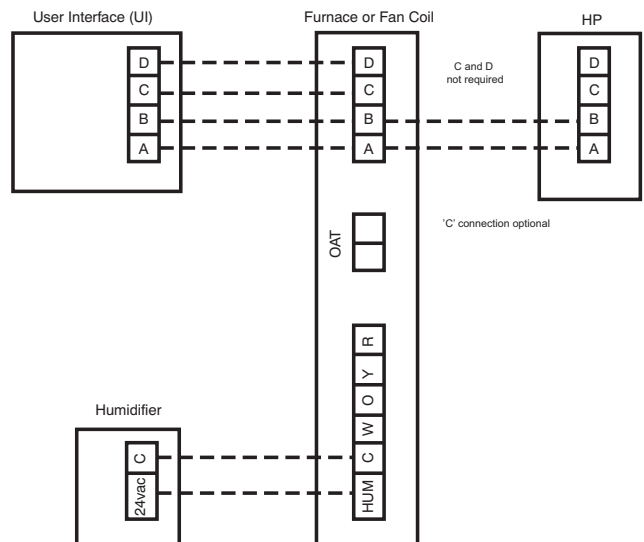 User Interface (UI)
D
C
B
A
Furnace or Fan Coil
D
C
B
A
C and D
not required
HP
D
C
B
A
OAT
'C' connection optional
R
Y
O
W
C
HUM
Humidifier
C
24vac